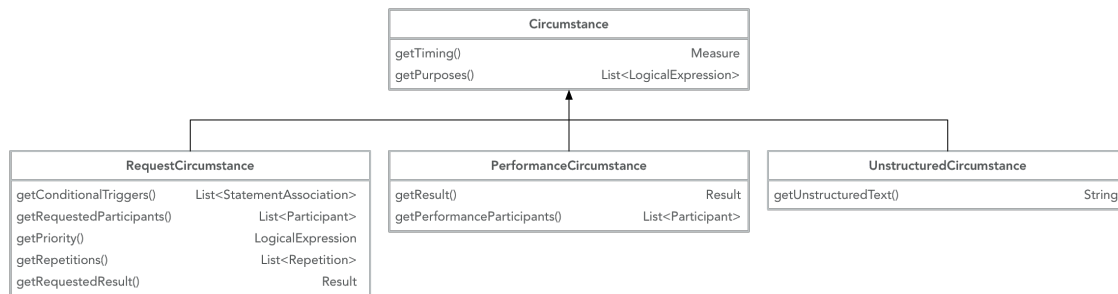 Circumstance
getTiming() Measure
getPurposes() List<LogicalExpression>
RequestCircumstance
getConditionalTriggers() List<StatementAssociation>
getRequestedParticipants() List<Participant>
getPriority() LogicalExpression
getRepetitions() List<Repetition>
getRequestedResult() Result
PerformanceCircumstance
getResult() Result
getPerformanceParticipants() List<Participant>
UnstructuredCircumstance
getUnstructuredText() String